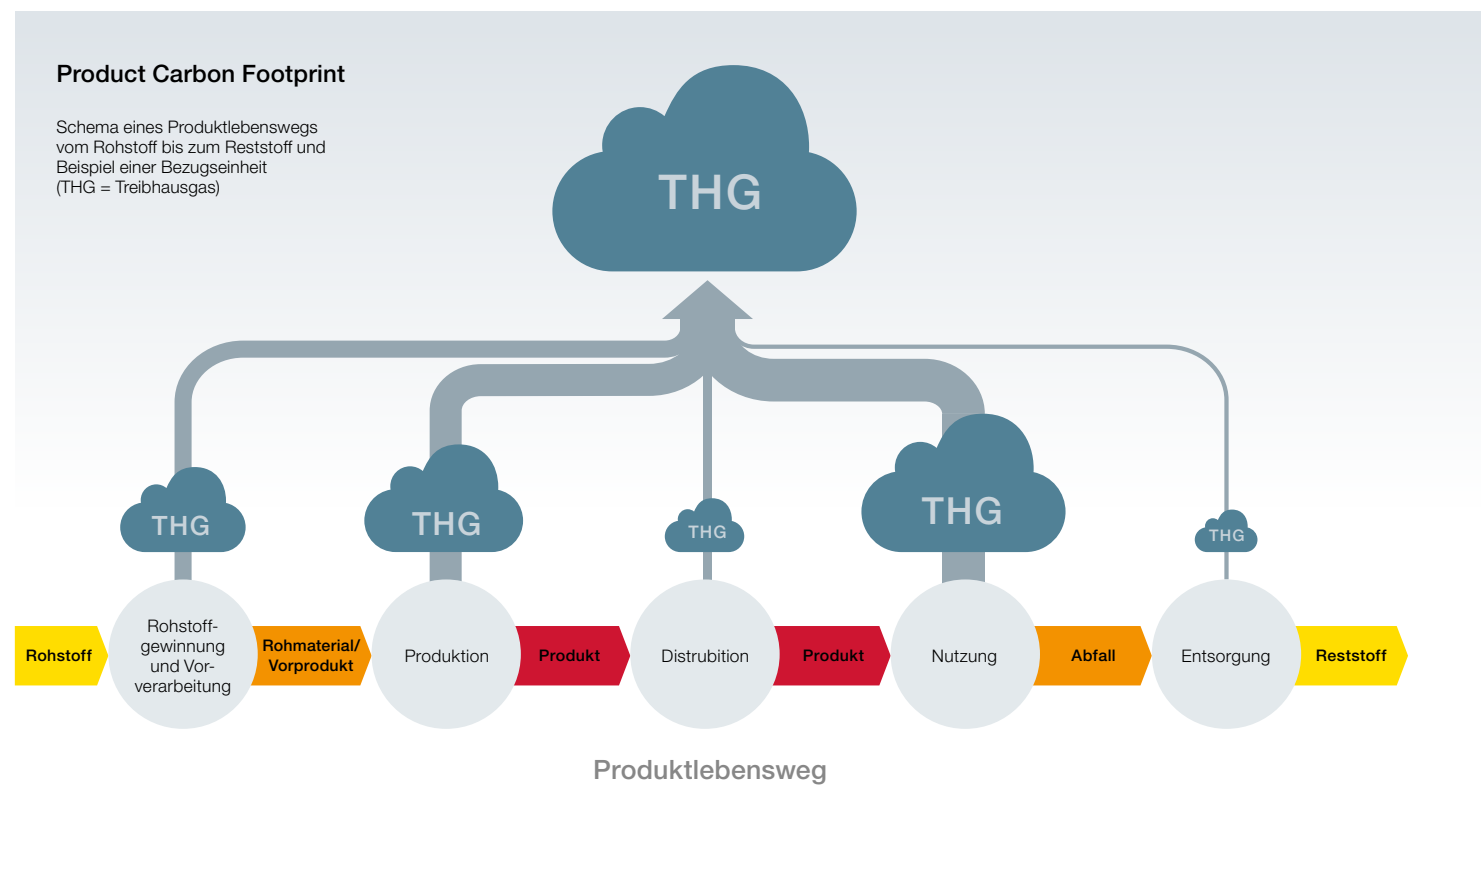 Product Carbon Footprint
Schema eines Produktlebenswegs
vom Rohstoff bis zum Reststoff und
Beispiel einer Bezugseinheit
(THG = Treibhausgas)
THG
THG
THG
THG
THG
THG
Rohstoff
Rohstoff-
gewinnung
und Vor-
verarbeitung
Rohmaterial/
Vorprodukt
Produktion
Produkt
Distrubition
Produkt
Nutzung
Abfall
Entsorgung
Reststoff
Produktlebensweg